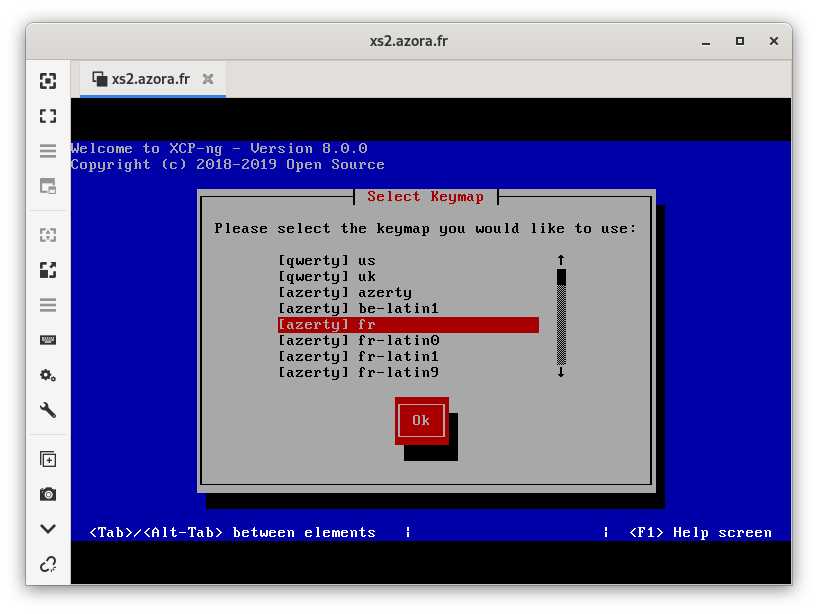 xs2.azora.fr
xs2.azora.fr
Welcome to XCP-ng - Version 8.0.0
Copyright (c) 2018-2019 Open Source
Select Keymap
Please select the keymap you would like to use:
[qwerty] us
[qwerty] uk
[azerty] azerty
[azerty] be-latin1
[azerty] fr
[azerty] fr-latin0
[azerty] fr-latin1
[azerty] fr-latin9
Ok
<Tab>/<Alt-Tab> between elements | | <F1> Help screen